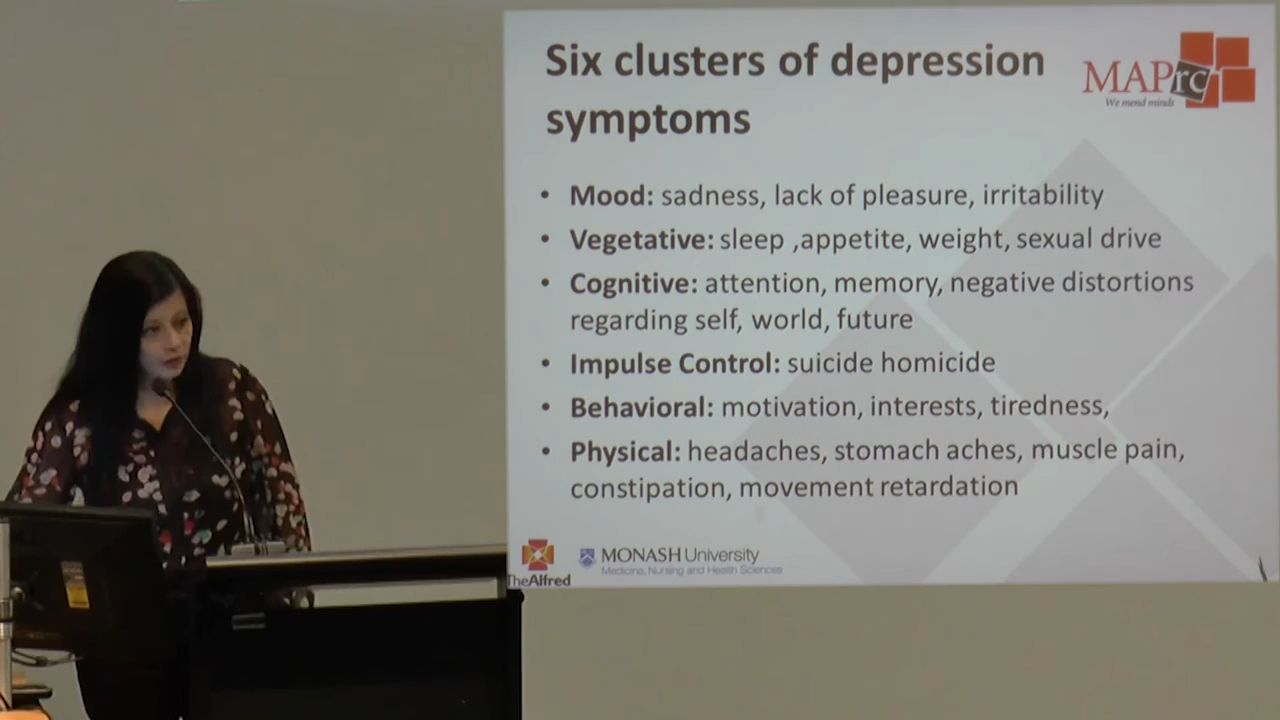 Six clusters of depression
symptoms
MAPrc
We mend minds
• Mood: sadness, lack of pleasure, irritability
• Vegetative: sleep ,appetite, weight, sexual drive
• Cognitive: attention, memory, negative distortions
regarding self, world, future
• Impulse Control: suicide homicide
• Behavioral: motivation, interests, tiredness,
• Physical: headaches, stomach aches, muscle pain,
constipation, movement retardation
TheAlfred
MONASH University
Medicine, Nursing and Health Sciences